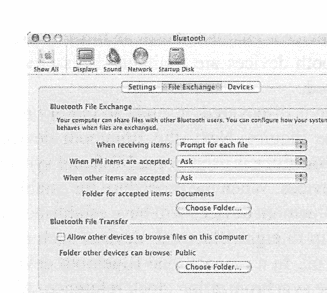 Bluetooth
Show All Displays Sound Network Startup Disk
Settings File Exchange Devices
Bluetooth File Exchange
Your computer can share files with other Bluetooth users. You can configure how your system
behaves when files are exchanged.
When receiving items: Prompt for each file
When PIM items are accepted: Ask
When other items are accepted: Ask
Folder for accepted items: Documents
Choose Folder...
Bluetooth File Transfer
Allow other devices to browse files on this computer
Folder other devices can browse: Public
Choose Folder...